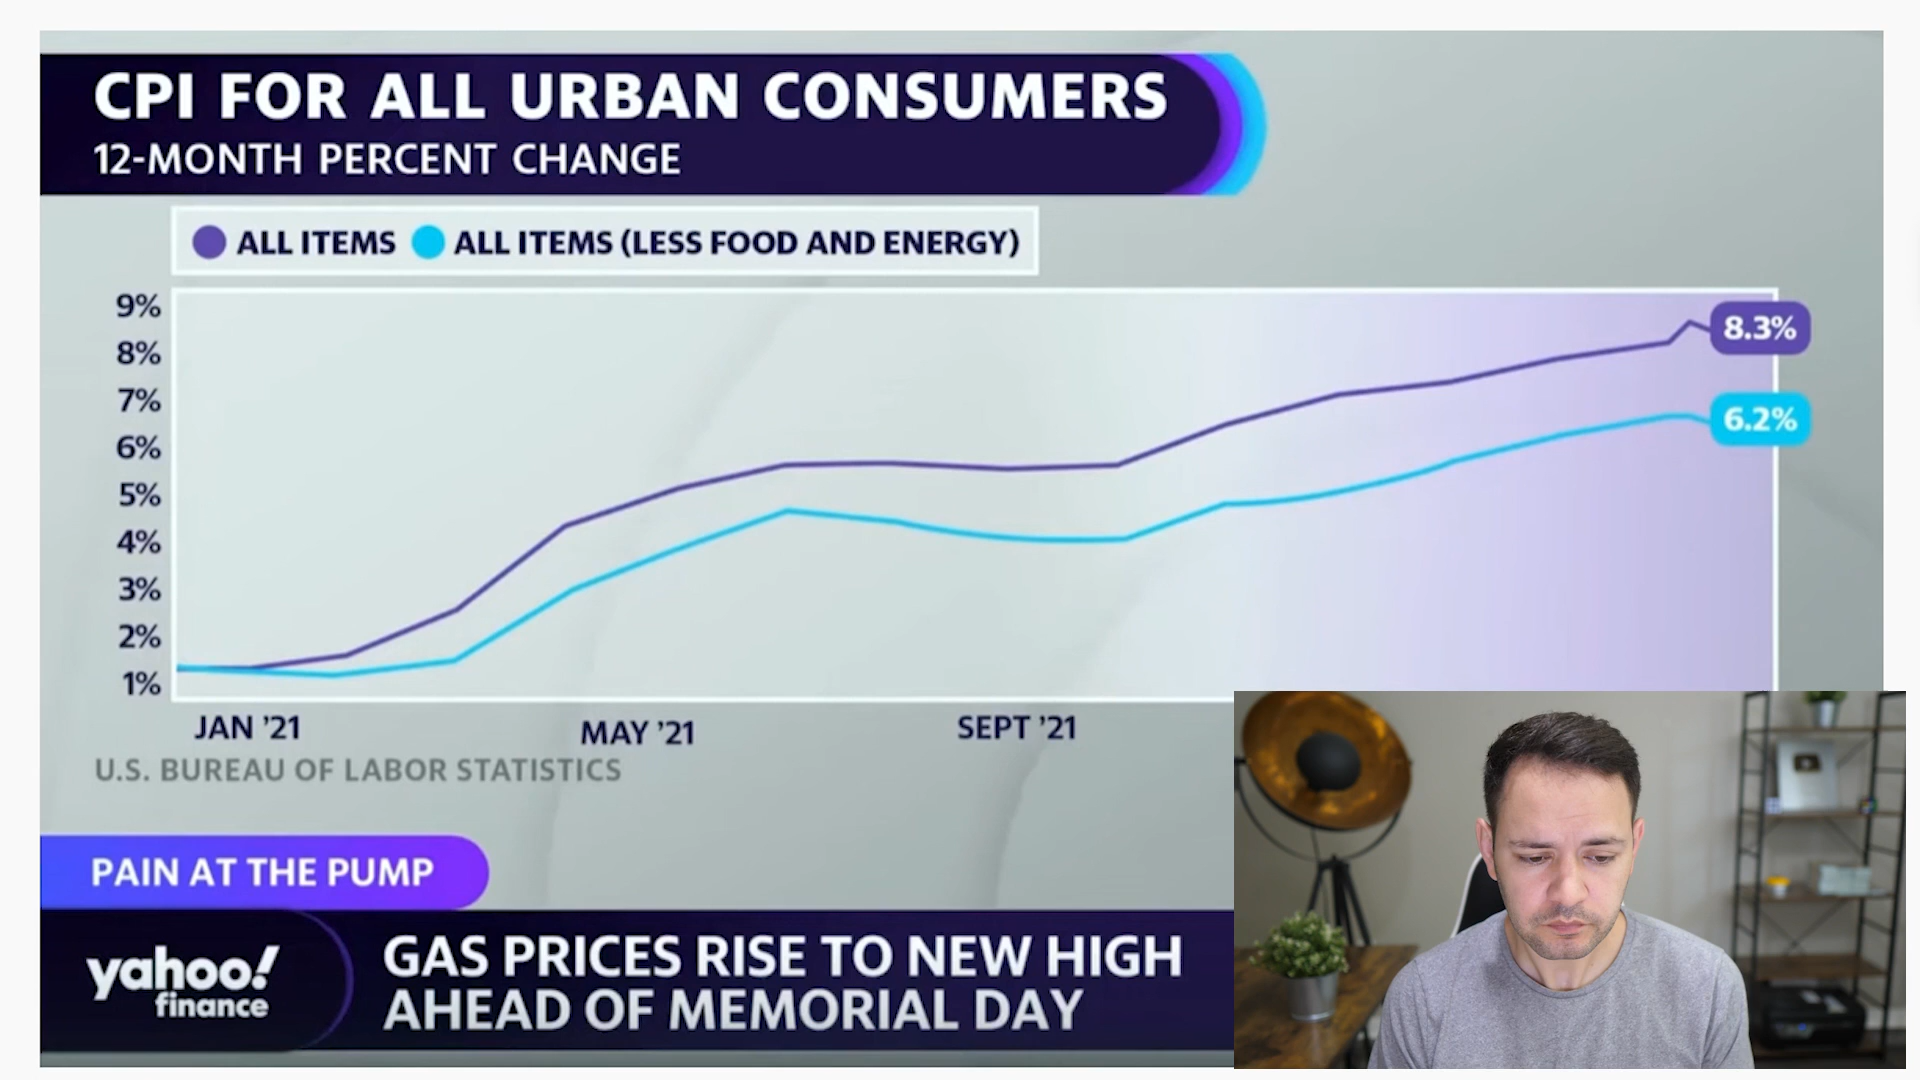 CPI FOR ALL URBAN CONSUMERS
12-MONTH PERCENT CHANGE
ALL ITEMS ALL ITEMS (LESS FOOD AND ENERGY)
9%
8%
7%
6%
5%
4%
3%
2%
1%
8.3%
6.2%
JAN '21 MAY '21 SEPT '21
U.S. BUREAU OF LABOR STATISTICS
PAIN AT THE PUMP
yahoo!
finance
GAS PRICES RISE TO NEW HIGH
AHEAD OF MEMORIAL DAY